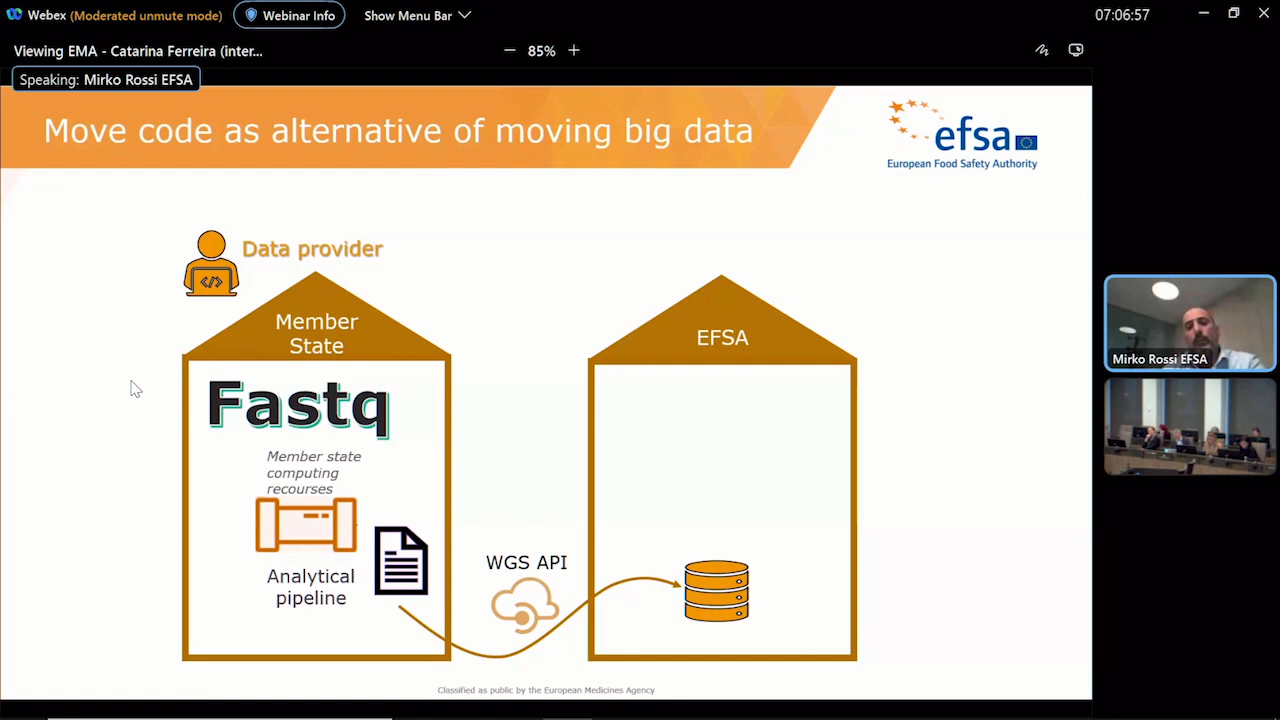 Webex (Moderated unmute mode) Webinar Info Show Menu Bar 07:06:57
Viewing EMA - Catarina Ferreira (inter... 85%
Speaking: Mirko Rossi EFSA
Move code as alternative of moving big data
efsa
European Food Safety Authority
Data provider
Member
State
EFSA
Fastq
Member state
computing
recourses
</>
Analytical
pipeline
WGS API
Mirko Rossi EFSA
Classified as public by the European Medicines Agency